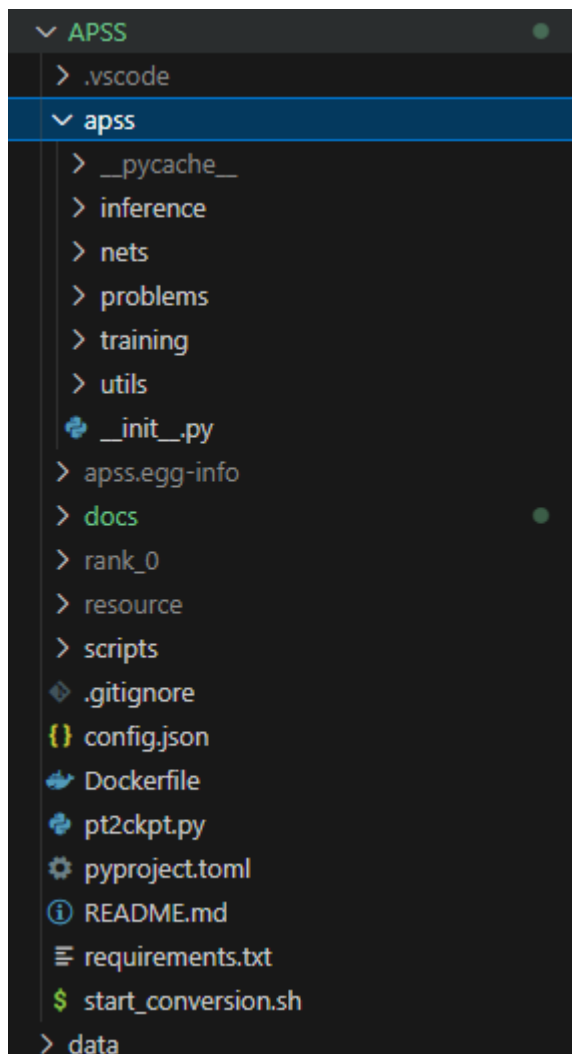 APSS
.vscode
apss
__pycache__
inference
nets
problems
training
utils
__init__.py
apss.egg-info
docs
rank_0
resource
scripts
.gitignore
{} config.json
Dockerfile
pt2ckpt.py
pyproject.toml
README.md
requirements.txt
$ start_conversion.sh
data